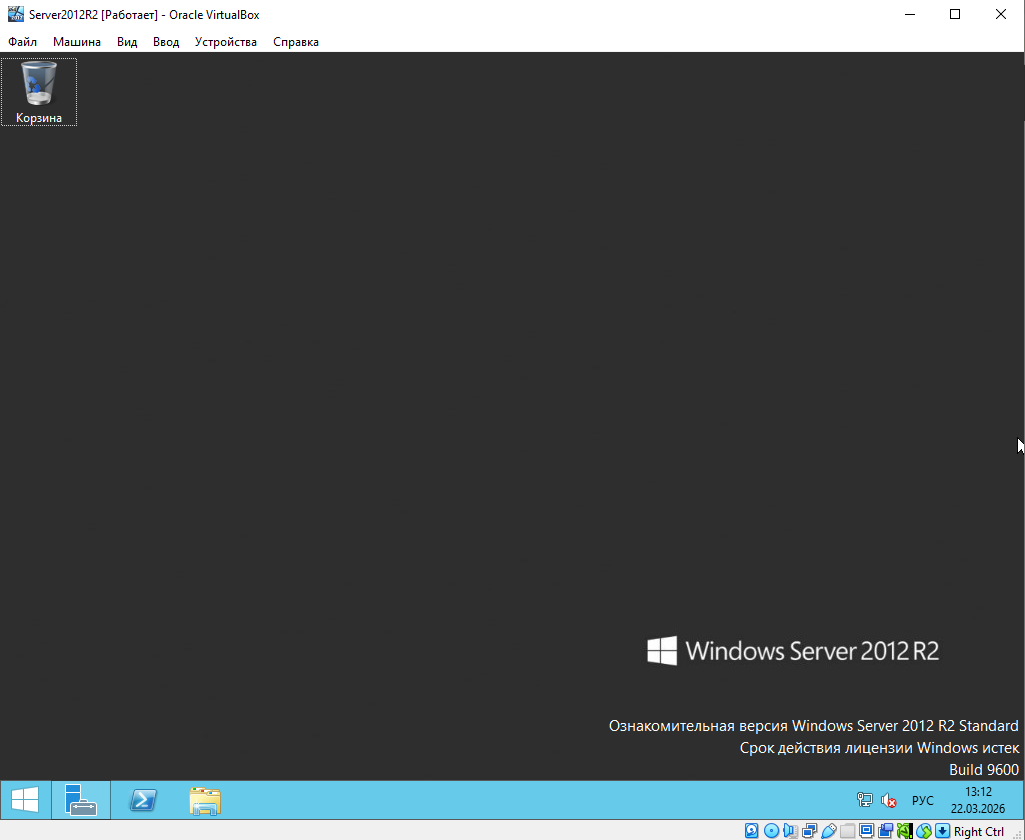 Server2012R2 [Работает] - Oracle VirtualBox
Файл Машина Вид Ввод Устройства Справка
Корзина
Windows Server 2012 R2
Ознакомительная версия Windows Server 2012 R2 Standard
Срок действия лицензии Windows истек
Build 9600
РУС
13:12
22.03.2026
Right Ctrl